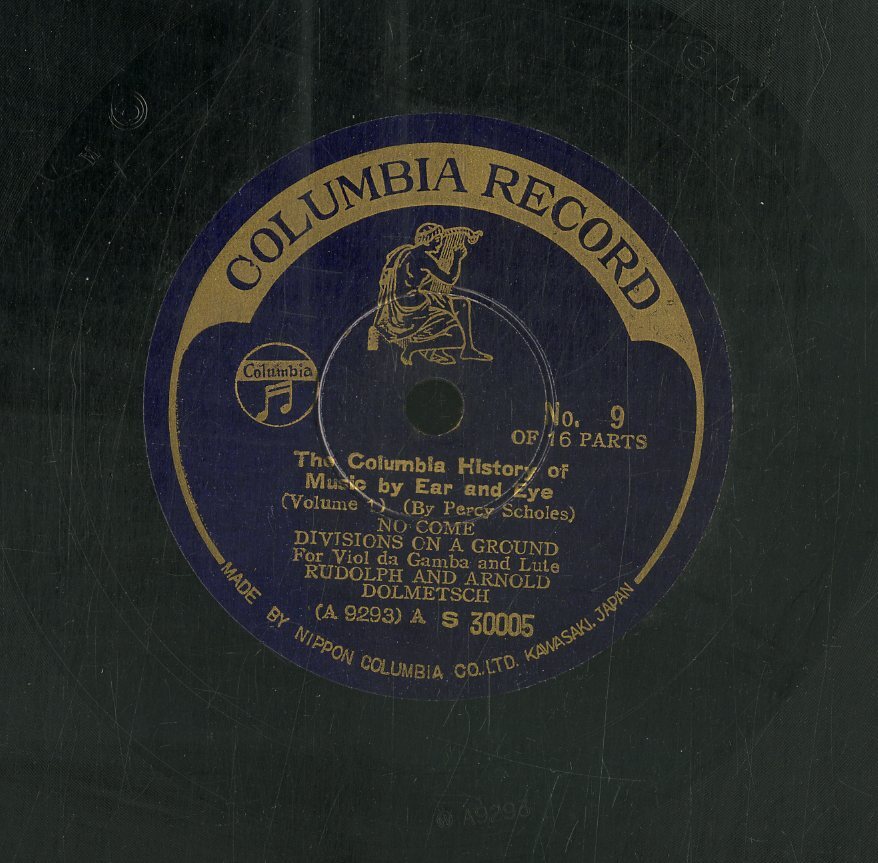 COLUMBIA RECORD
Columbia
No. 9
OF 16 PARTS
The Columbia History of
Music by Ear and Eye
(Volume 1) (By Percy Scholes)
NO COME
DIVISIONS ON A GROUND
For Viol da Gamba and Lute
RUDOLPH AND ARNOLD
DOLMETSCH
(A 9293) A S 30005
MADE BY NIPPON COLUMBIA CO., LTD. KAWASAKI, JAPAN